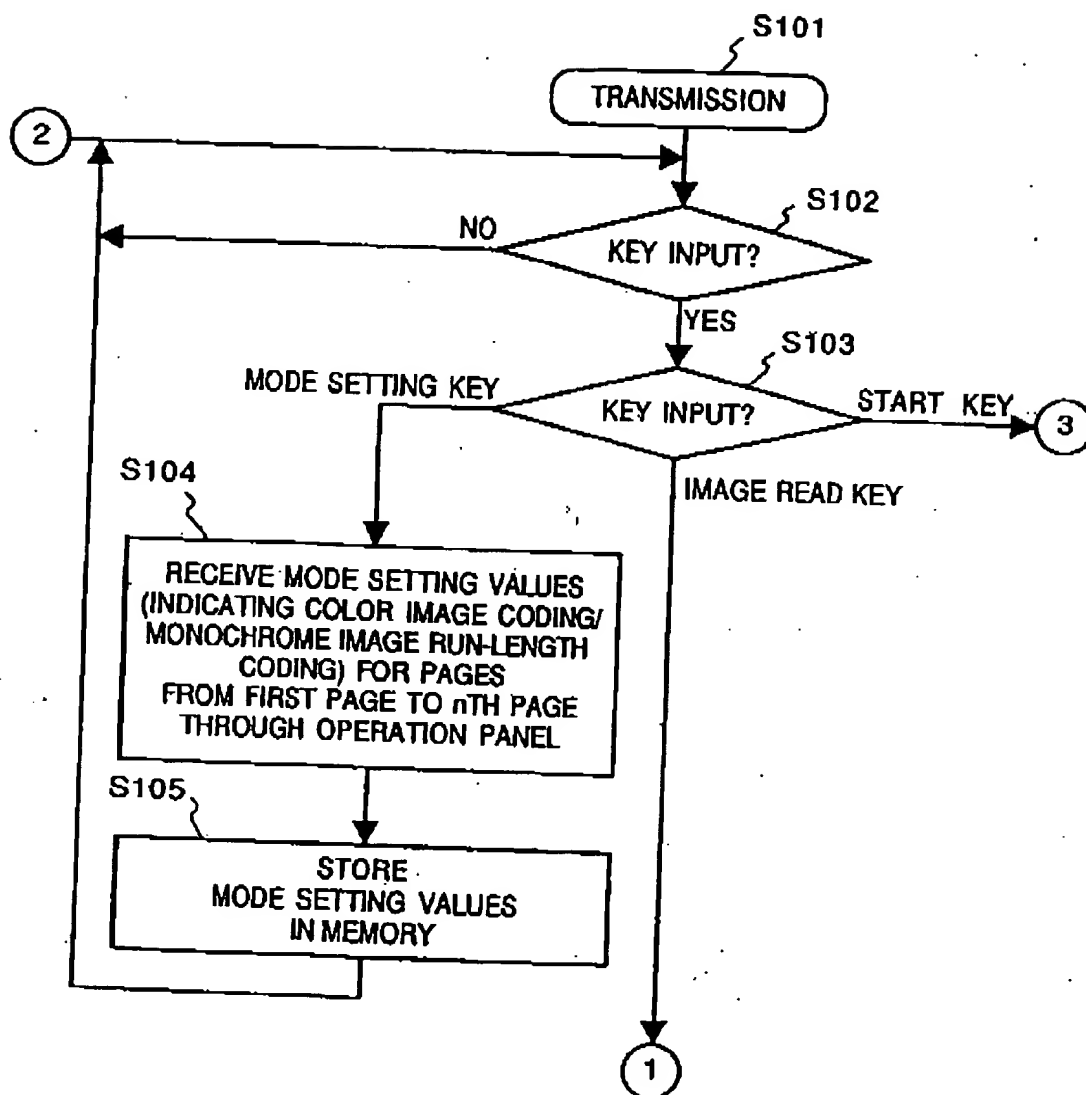 S101
TRANSMISSION
2
S102
NO
KEY INPUT?
YES
S103
MODE SETTING KEY
KEY INPUT?
START KEY
3
IMAGE READ KEY
S104
RECEIVE MODE SETTING VALUES
(INDICATING COLOR IMAGE CODING/
MONOCHROME IMAGE RUN-LENGTH
CODING) FOR PAGES
FROM FIRST PAGE TO nTH PAGE
THROUGH OPERATION PANEL
S105
STORE
MODE SETTING VALUES
IN MEMORY
1